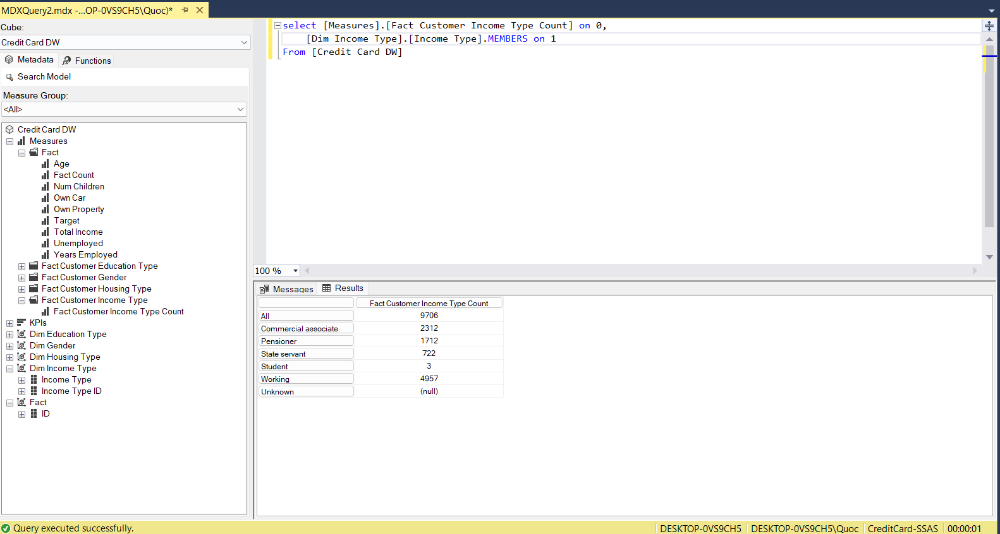 MDXQuery2.mdx -...OP-0VS9CH5\Quoc)*
Cube:
Credit Card DW
Metadata
Functions
Search Model
Measure Group:
<All>
Credit Card DW
Measures
Fact
Age
Fact Count
Num Children
Own Car
Own Property
Target
Total Income
Unemployed
Years Employed
Fact Customer Education Type
Fact Customer Gender
Fact Customer Housing Type
Fact Customer Income Type
Fact Customer Income Type Count
KPIs
Dim Education Type
Dim Gender
Dim Housing Type
Dim Income Type
Income Type
Income Type ID
Fact
ID
select [Measures].[Fact Customer Income Type Count] on 0,
[Dim Income Type].[Income Type].MEMBERS on 1
From [Credit Card DW]
100 %
Messages
Results
Fact Customer Income Type Count
All 9706
Commercial associate 2312
Pensioner 1712
State servant 722
Student 3
Working 4957
Unknown (null)
Query executed successfully.
DESKTOP-0VS9CH5
DESKTOP-0VS9CH5\Quoc
CreditCard-SSAS
00:00:01